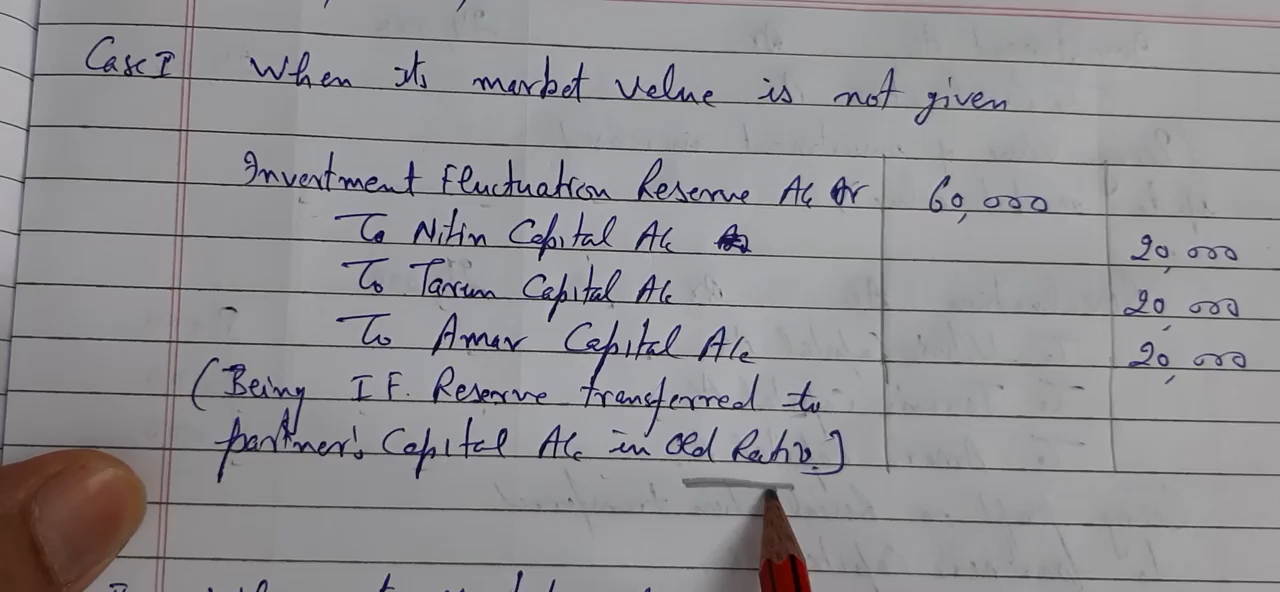 Case I When its market value is not given
Investment Fluctuation Reserve A/c Dr 60,000
To Nitin Capital A/c 20,000
To Tarun Capital A/c 20,000
To Amar Capital A/c 20,000
(Being I F. Reserve transferred to
partner's Capital A/c in Old Ratio)